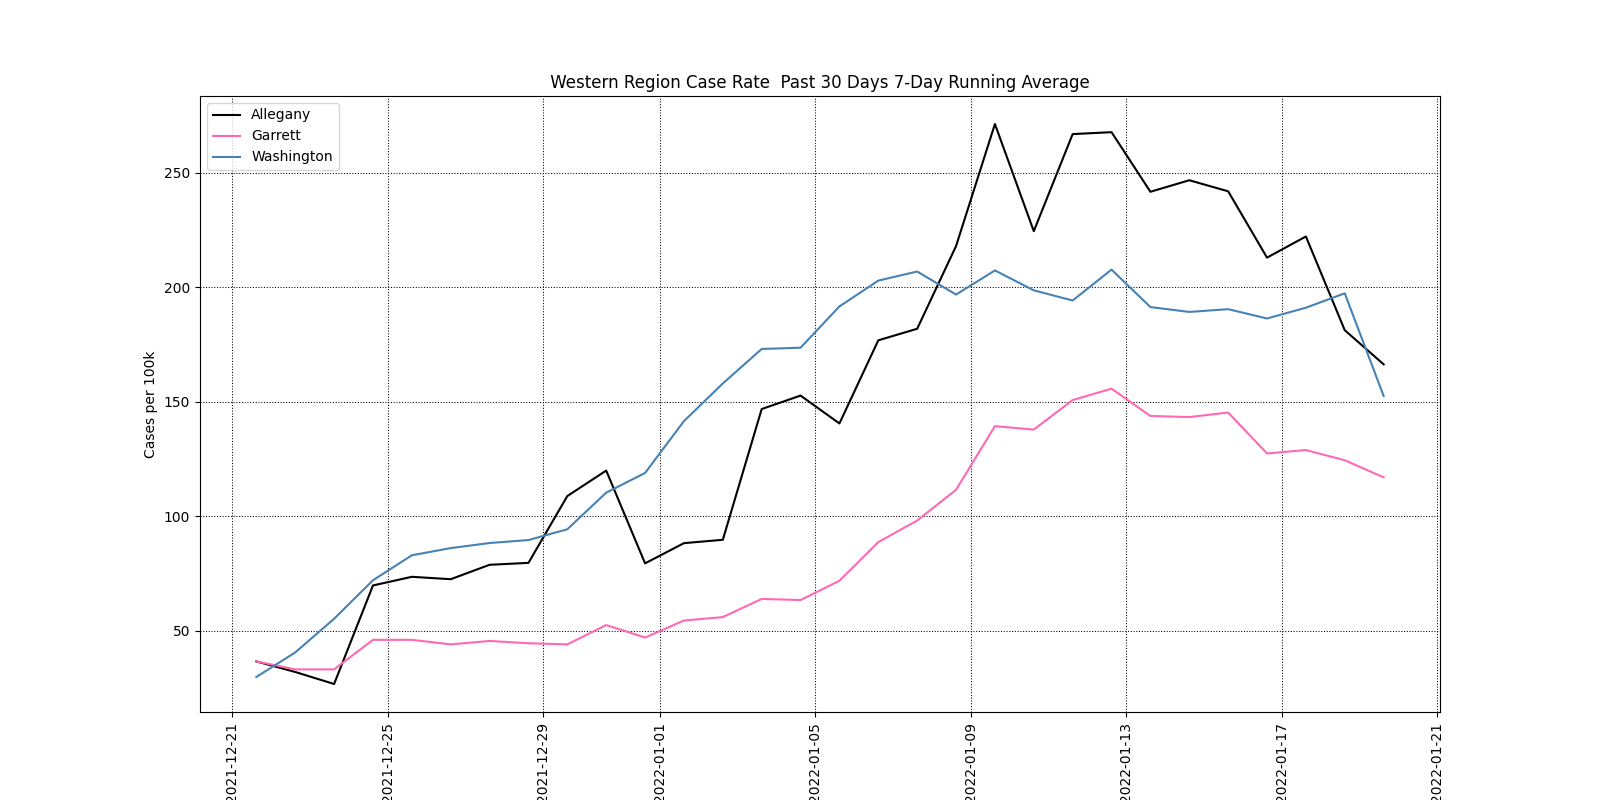 Western Region Case Rate  Past 30 Days 7-Day Running Average
Allegany
Garrett
Washington
250
200
150
100
50
Cases per 100k
2021-12-21
2021-12-25
2021-12-29
2022-01-01
2022-01-05
2022-01-09
2022-01-13
2022-01-17
2022-01-21